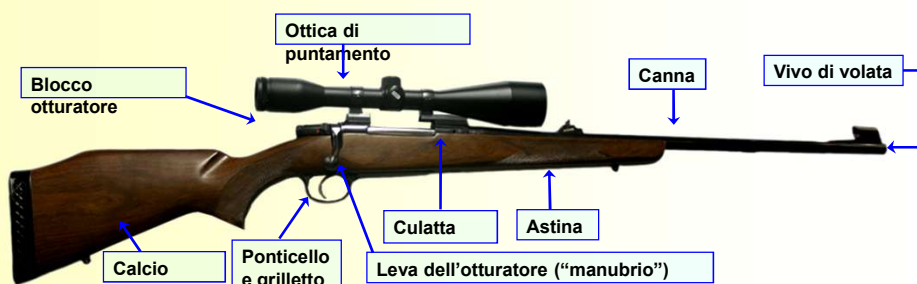 Ottica di
puntamento
Blocco
otturatore
Canna
Vivo di volata
Culatta
Astina
Calcio
Ponticello
e grilletto
Leva dell'otturatore (“manubrio”)